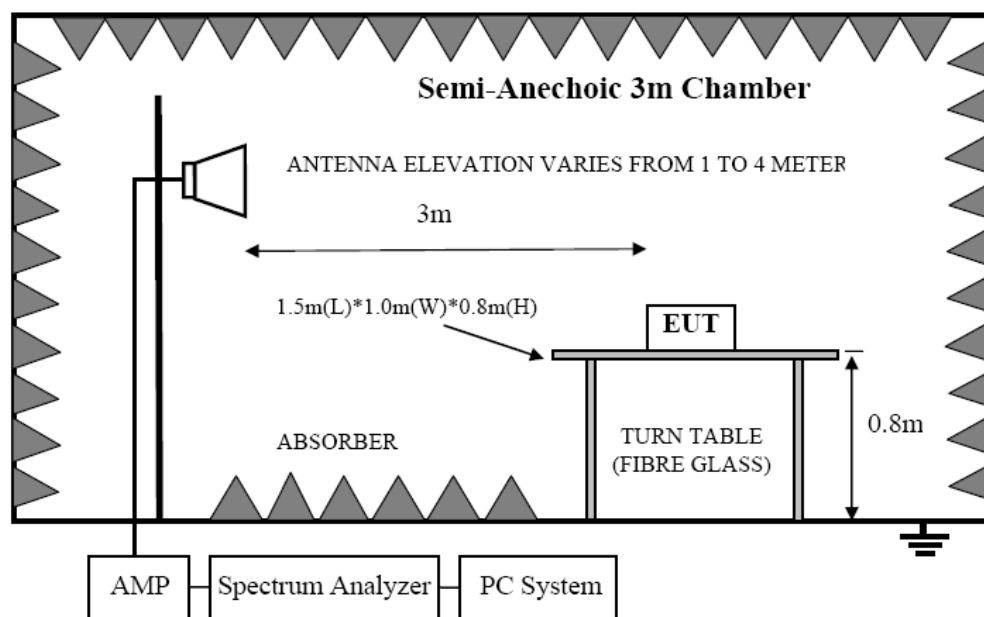 Semi-Anechoic 3m Chamber
ANTENNA ELEVATION VARIES FROM 1 TO 4 METER
3m
1.5m(L)*1.0m(W)*0.8m(H)
EUT
0.8m
ABSORBER
TURN TABLE
(FIBRE GLASS)
AMP
Spectrum Analyzer
PC System